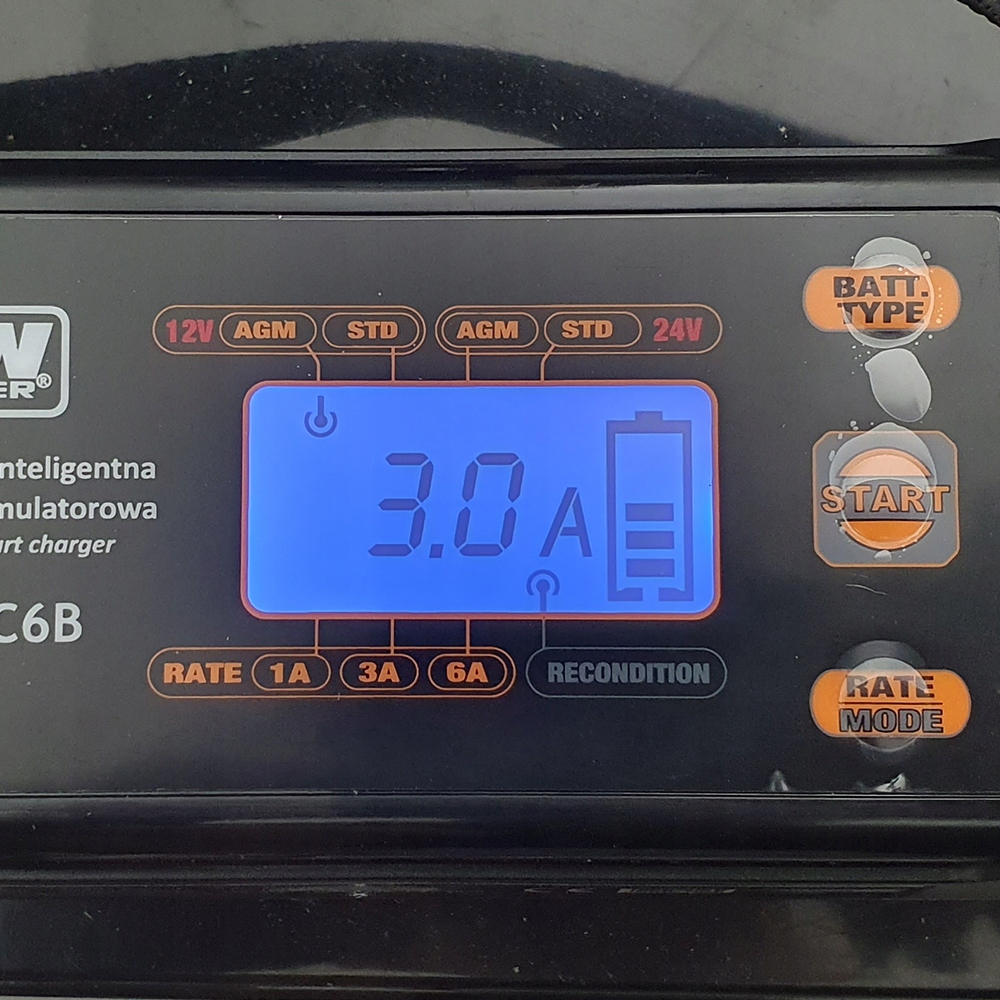 W
ER®
nteligentna
mulatorowa
rt charger
C6B
12V AGM STD
AGM STD 24V
3.0 A
RATE 1A 3A 6A
RECONDITION
BATT.
TYPE
START
RATE
MODE